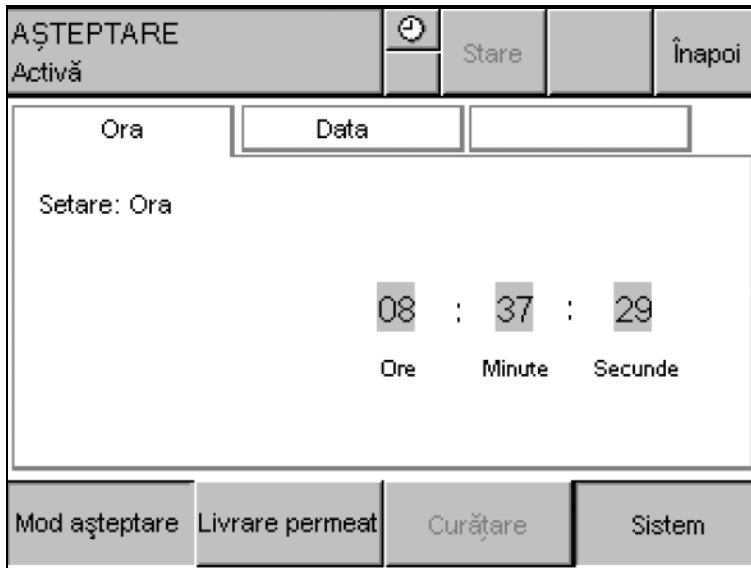 AȘTEPTARE
Activă
Stare
Înapoi
Ora
Data
Setare: Ora
08 : 37 : 29
Ore Minute Secunde
Mod aşteptare
Livrare permeat
Curățare
Sistem